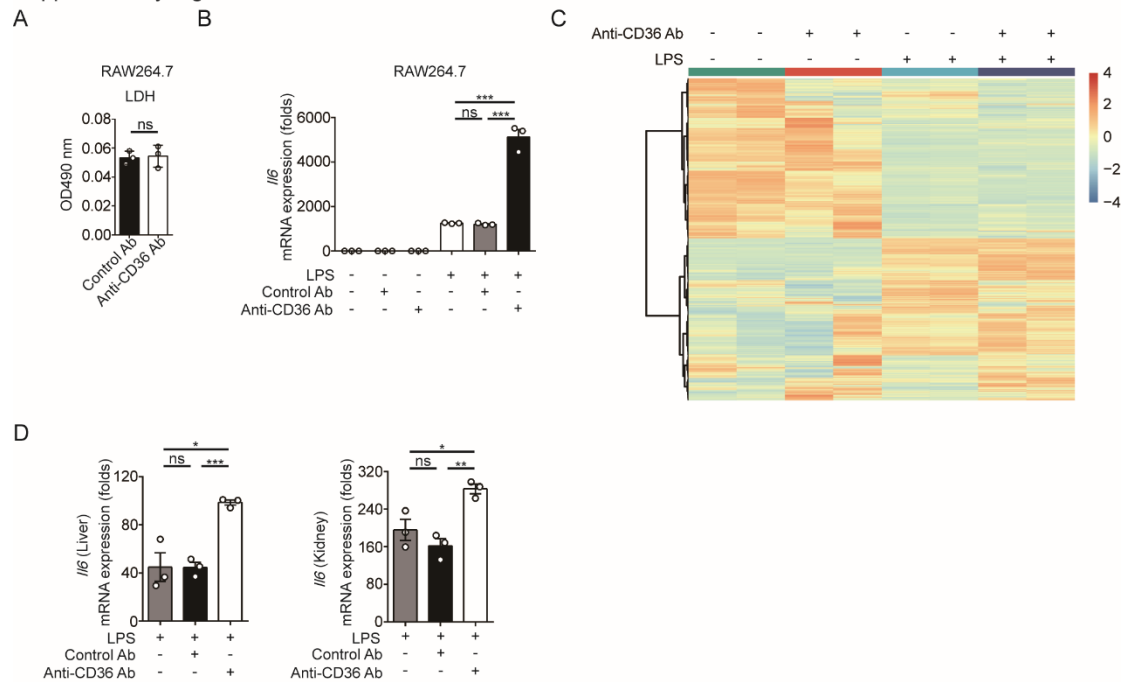 A
RAW264.7
LDH
ns
0.08
0.06
0.04
0.02
0.00
OD490 nm
Control Ab
Anti-CD36 Ab
B
RAW264.7
***
ns ***
6000
4000
2000
0
Il6
mRNA expression (folds)
- - - + + + LPS
- + - - + - Control Ab
- - + - - + Anti-CD36 Ab
C
Anti-CD36 Ab - - + + - - + +
LPS - - - - + + + +
4
2
0
−2
−4
D
*
ns ***
120
80
40
0
Il6 (Liver)
mRNA expression (folds)
LPS + + +
Control Ab - + -
Anti-CD36 Ab - - +
*
ns **
320
240
160
80
0
Il6 (Kidney)
mRNA expression (folds)
LPS + + +
Control Ab - + -
Anti-CD36 Ab - - +